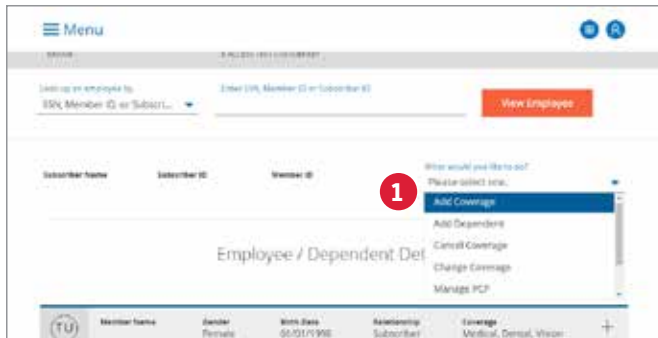 Menu
Look up an employee by
Enter SSN, Member ID or Subscriber ID
SSN, Member ID, or Subscri...
View Employee
Subscriber Name Subscriber ID Member ID
What would you like to do?
Please select one.
1
Add Coverage
Add Dependent
Cancel Coverage
Change Coverage
Manage PCP
Employee / Dependent Det
TU
Member Name Gender Birth Date Relationship Coverage
Female Subscriber Medical, Dental, Vision